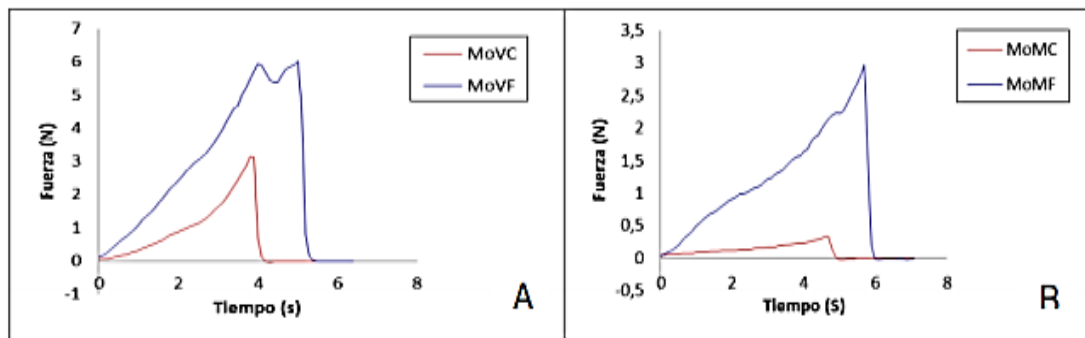 7
6
5
4
3
2
1
0
-1
0 2 4 6 8
Fuerza (N)
Tiempo (s)
MoVC
MoVF
A
3,5
3
2,5
2
1,5
1
0,5
0
-0,5
0 2 4 6 8
Fuerza (N)
Tiempo (S)
MoMC
MoMF
B